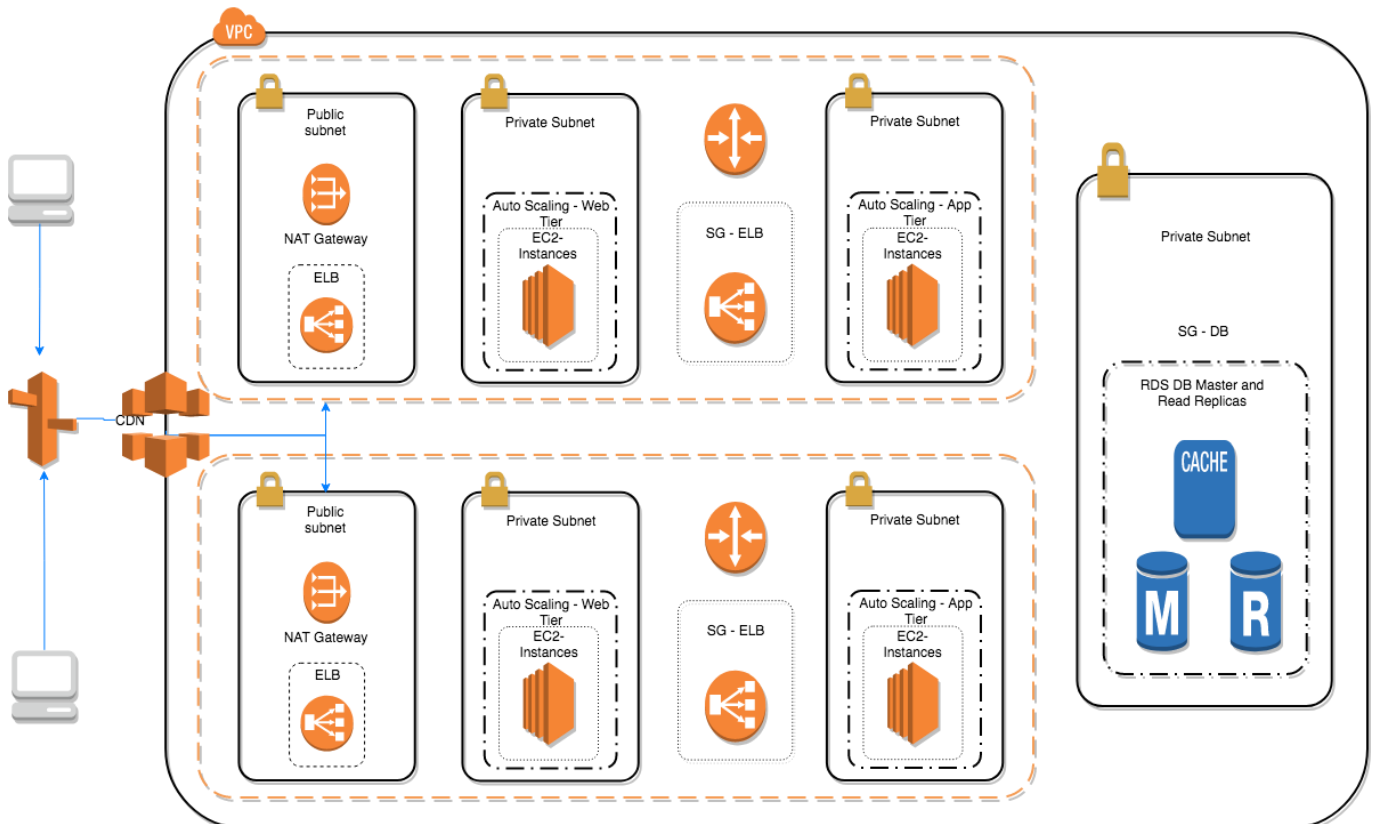 VPC
Public
subnet
NAT Gateway
ELB
Private Subnet
Auto Scaling - Web
Tier
EC2-
Instances
SG - ELB
Private Subnet
Auto Scaling - App
Tier
EC2-
Instances
Private Subnet
SG - DB
RDS DB Master and
Read Replicas
CACHE
M
R
CDN
Public
subnet
NAT Gateway
ELB
Private Subnet
Auto Scaling - Web
Tier
EC2-
Instances
SG - ELB
Private Subnet
Auto Scaling - App
Tier
EC2-
Instances